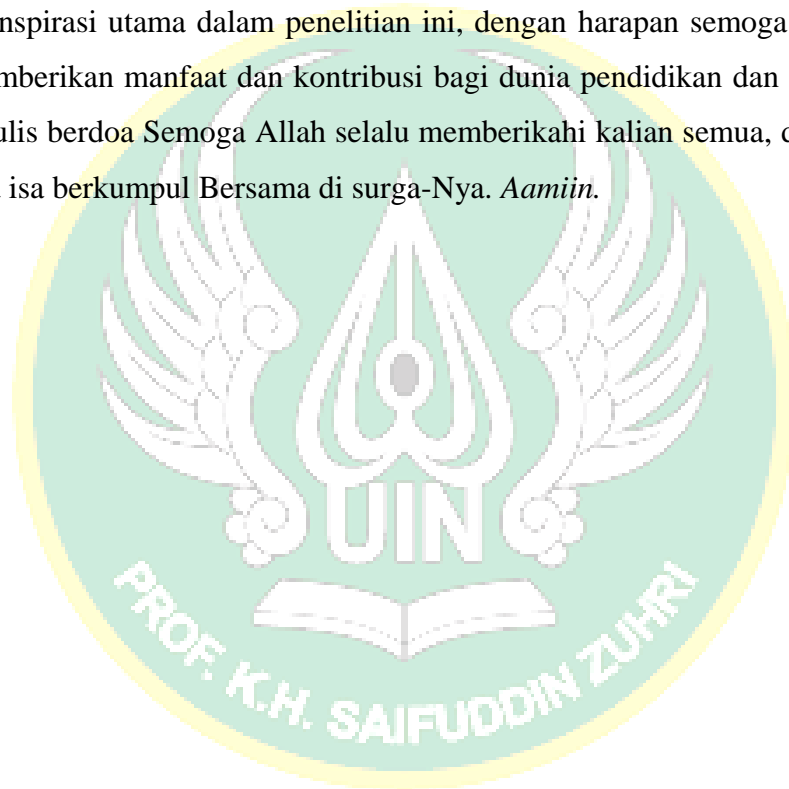 nspirasi utama dalam penelitian ini, dengan harapan semoga
mberikan manfaat dan kontribusi bagi dunia pendidikan dan
ulis berdoa Semoga Allah selalu memberikahi kalian semua, d
isa berkumpul Bersama di surga-Nya. Aamiin.
UIN
PROF. K.H. SAIFUDDIN ZUHRI